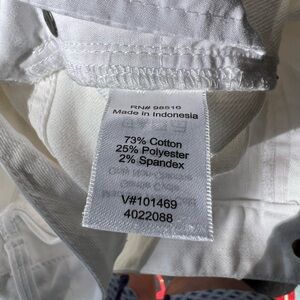 RN# 98510
Made in Indonesia
73% Cotton
25% Polyester
2% Spandex
V#101469
4022088